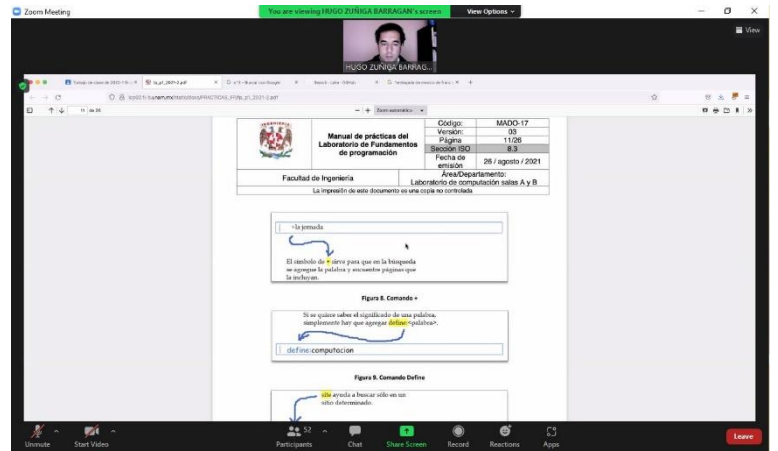 Zoom Meeting
You are viewing HUGO ZUÑIGA BARRAGAN's screen
View Options
View
HUGO ZUÑIGA BARRAG...
11 de 26
Zoom automático
Manual de prácticas del
Laboratorio de Fundamentos
de programación
Código: MADO-17
Versión: 03
Página 11/26
Sección ISO 8.3
Fecha de
emisión 26 / agosto / 2021
Facultad de Ingeniería
Área/Departamento:
Laboratorio de computación salas A y B
La impresión de este documento es una copia no controlada
+la jornada
El símbolo de + sirve para que en la búsqueda
se agregue la palabra y encuentre páginas que
la incluyan.
Figura 8. Comando +
Si se quiere saber el significado de una palabra,
simplemente hay que agregar define:<palabra>.
define:computacion
Figura 9. Comando Define
site ayuda a buscar sólo en un
sitio determinado.
Unmute
Start Video
52
Participants
Chat
Share Screen
Record
Reactions
Apps
Leave